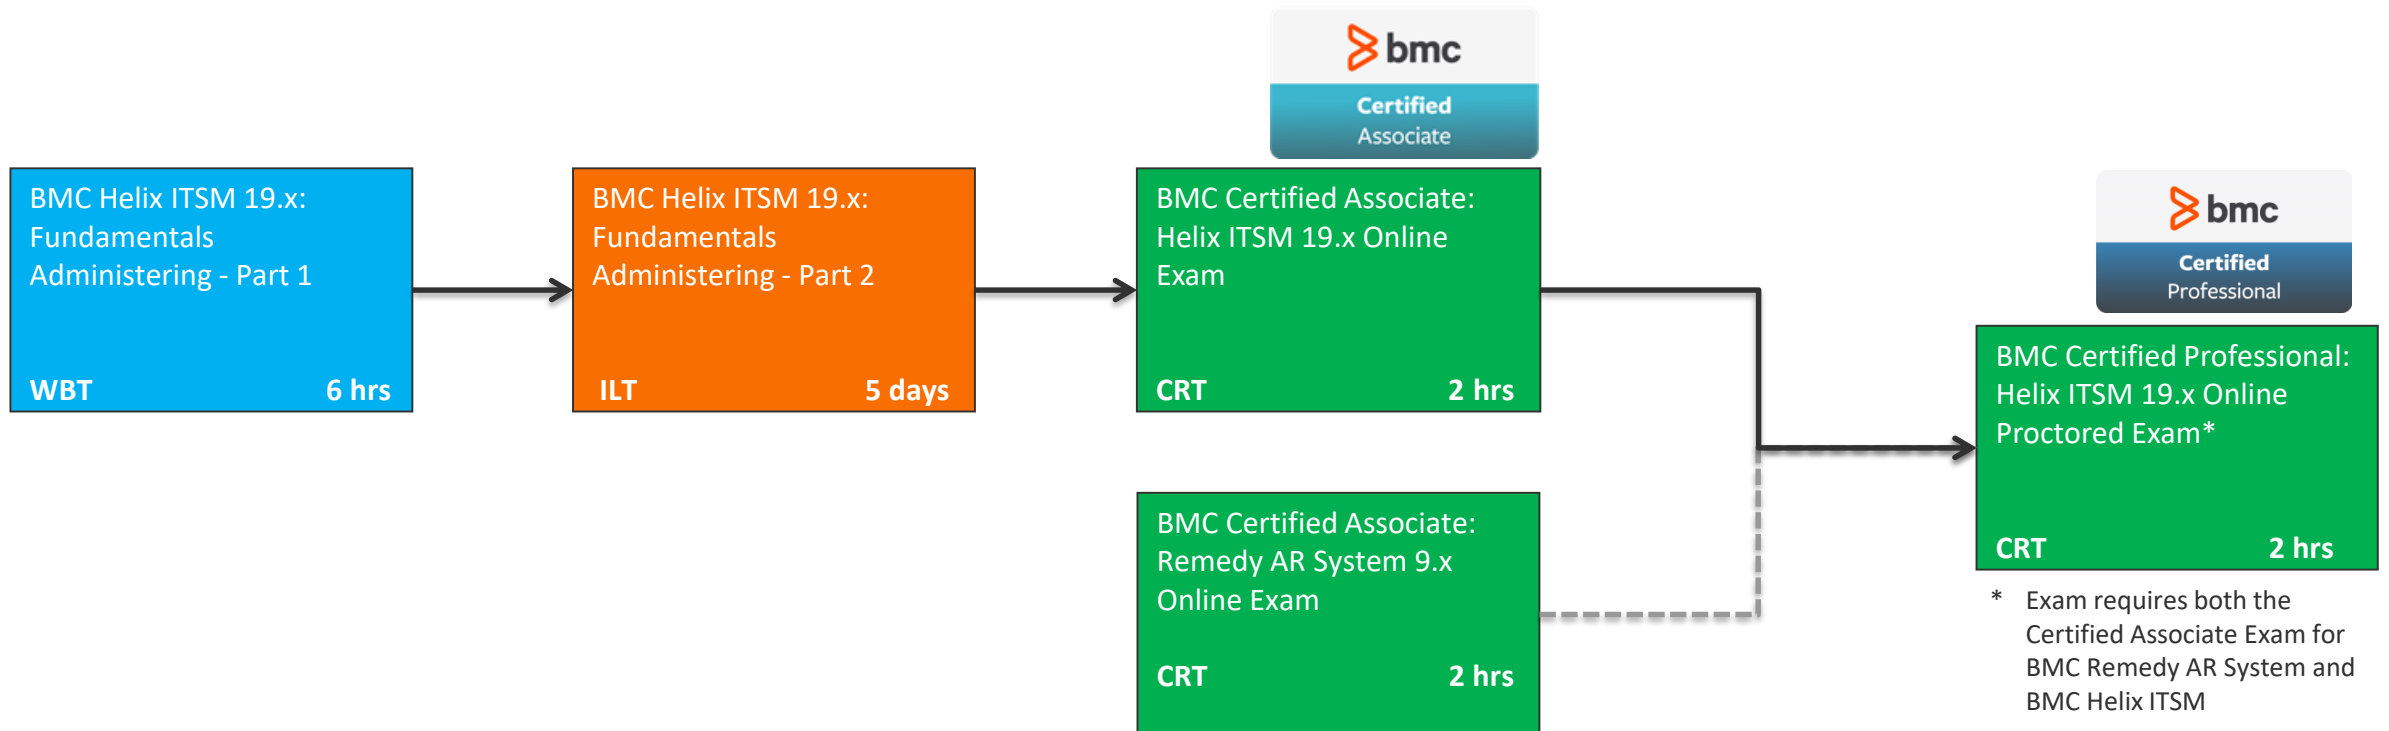 bmc
Certified
Associate
BMC Helix ITSM 19.x:
Fundamentals
Administering - Part 1
WBT 6 hrs
BMC Helix ITSM 19.x:
Fundamentals
Administering - Part 2
ILT 5 days
BMC Certified Associate:
Helix ITSM 19.x Online
Exam
CRT 2 hrs
BMC Certified Associate:
Remedy AR System 9.x
Online Exam
CRT 2 hrs
bmc
Certified
Professional
BMC Certified Professional:
Helix ITSM 19.x Online
Proctored Exam*
CRT 2 hrs
* Exam requires both the
Certified Associate Exam for
BMC Remedy AR System and
BMC Helix ITSM